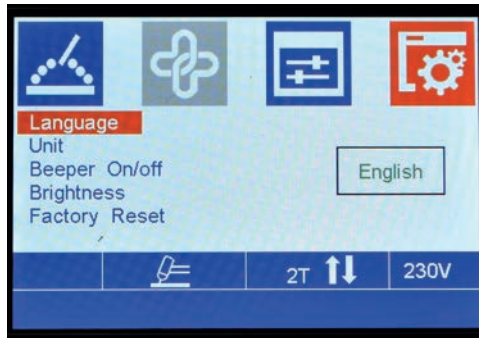 Language
Unit
Beeper On/off
Brightness
Factory Reset
English
2T
230V